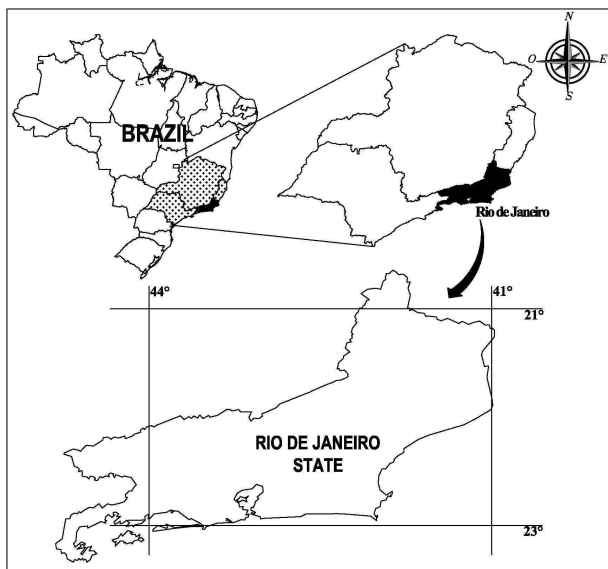 N
O
E
S
BRAZIL
Rio de Janeiro
44°
41°
21°
RIO DE JANEIRO
STATE
23°